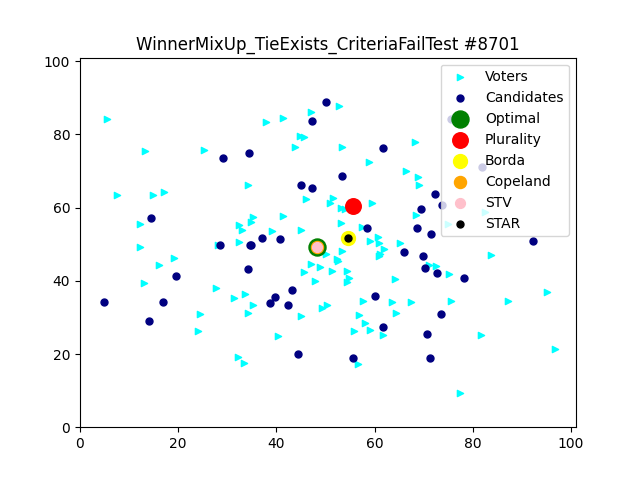 WinnerMixUp_TieExists_CriteriaFailTest #8701
100
80
60
40
20
0
0 20 40 60 80 100
Voters
Candidates
Optimal
Plurality
Borda
Copeland
STV
STAR